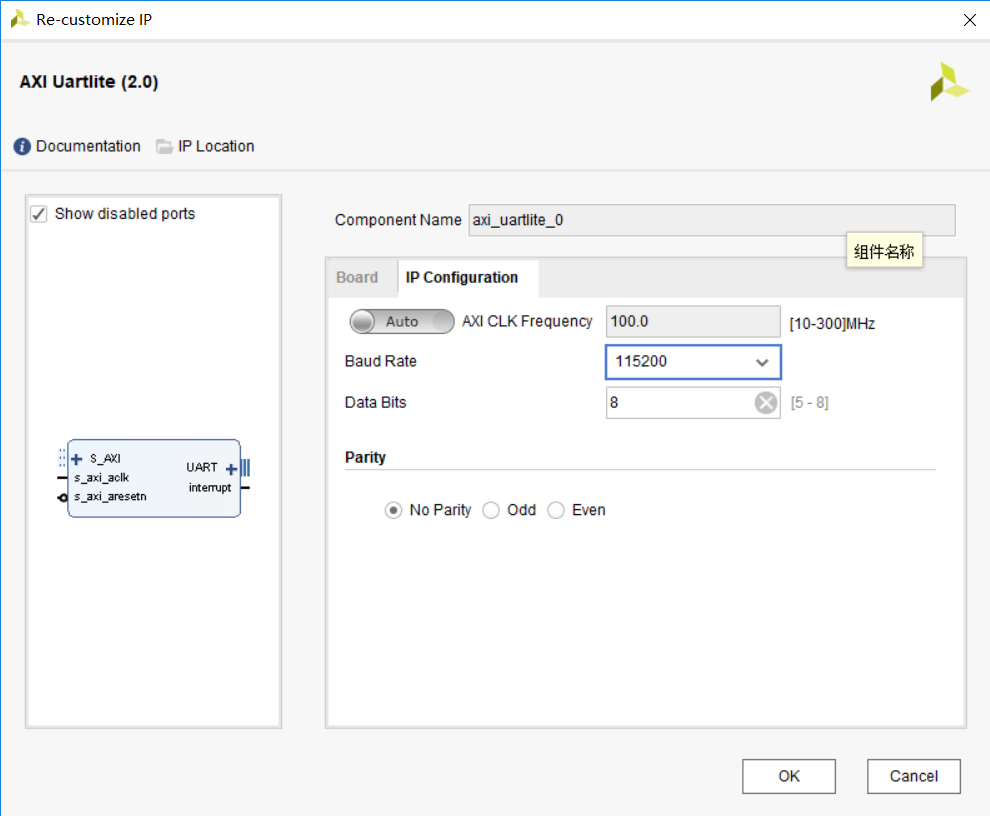 Re-customize IP
AXI Uartlite (2.0)
Documentation IP Location
Show disabled ports
Component Name axi_uartlite_0
组件名称
Board IP Configuration
Auto AXI CLK Frequency 100.0 [10-300]MHz
Baud Rate 115200
Data Bits 8 [5 - 8]
Parity
No Parity Odd Even
S_AXI
s_axi_aclk
s_axi_aresetn
UART
interrupt
OK Cancel